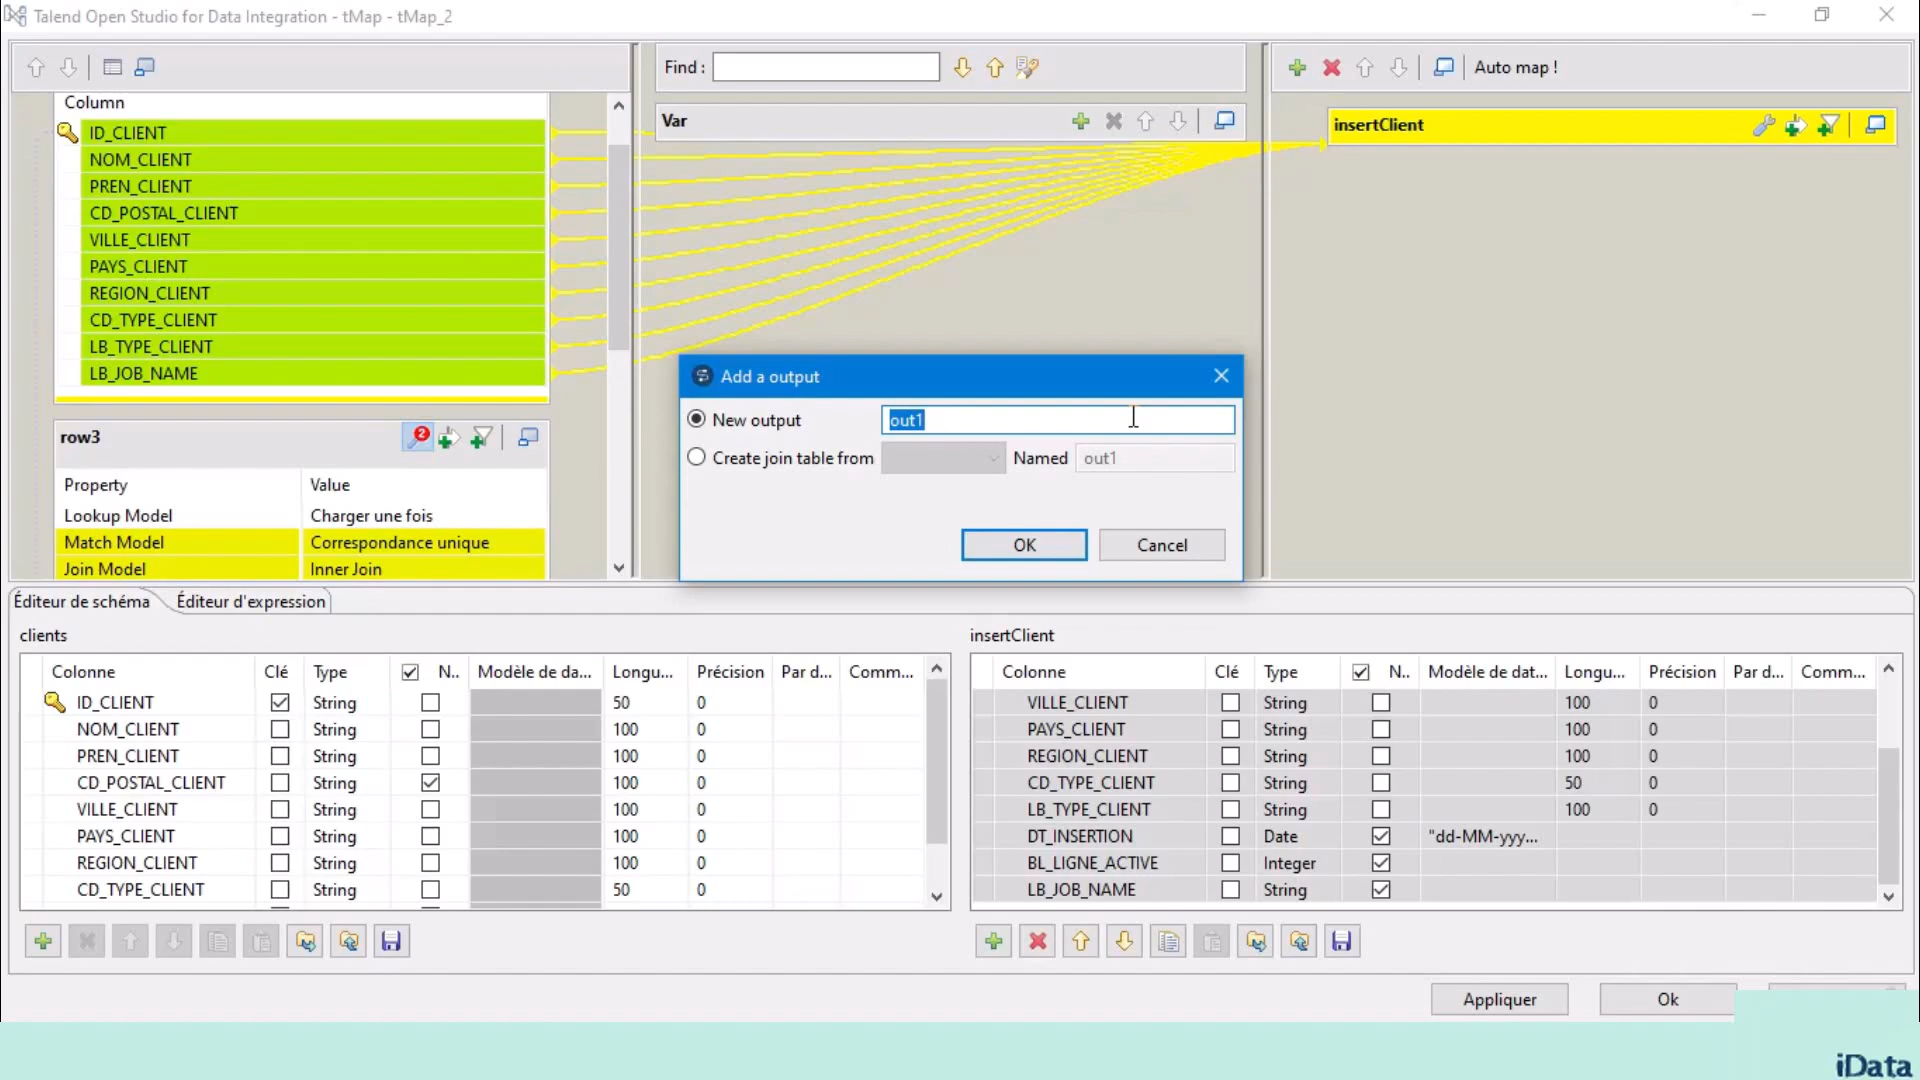 Talend Open Studio for Data Integration - tMap - tMap_2
Find :
Auto map !
Column
ID_CLIENT
NOM_CLIENT
PREN_CLIENT
CD_POSTAL_CLIENT
VILLE_CLIENT
PAYS_CLIENT
REGION_CLIENT
CD_TYPE_CLIENT
LB_TYPE_CLIENT
LB_JOB_NAME
Var
insertClient
row3
2
Property Value
Lookup Model Charger une fois
Match Model Correspondance unique
Join Model Inner Join
Add a output
New output out1
Create join table from Named out1
OK Cancel
Éditeur de schéma Éditeur d'expression
clients
Colonne Clé Type N.. Modèle de da... Longu... Précision Par d... Comm...
ID_CLIENT String 50 0
NOM_CLIENT String 100 0
PREN_CLIENT String 100 0
CD_POSTAL_CLIENT String 100 0
VILLE_CLIENT String 100 0
PAYS_CLIENT String 100 0
REGION_CLIENT String 100 0
CD_TYPE_CLIENT String 50 0
insertClient
Colonne Clé Type N.. Modèle de dat... Longu... Précision Par d... Comm...
VILLE_CLIENT String 100 0
PAYS_CLIENT String 100 0
REGION_CLIENT String 100 0
CD_TYPE_CLIENT String 50 0
LB_TYPE_CLIENT String 100 0
DT_INSERTION Date "dd-MM-yyy...
BL_LIGNE_ACTIVE Integer
LB_JOB_NAME String
Appliquer Ok
iData